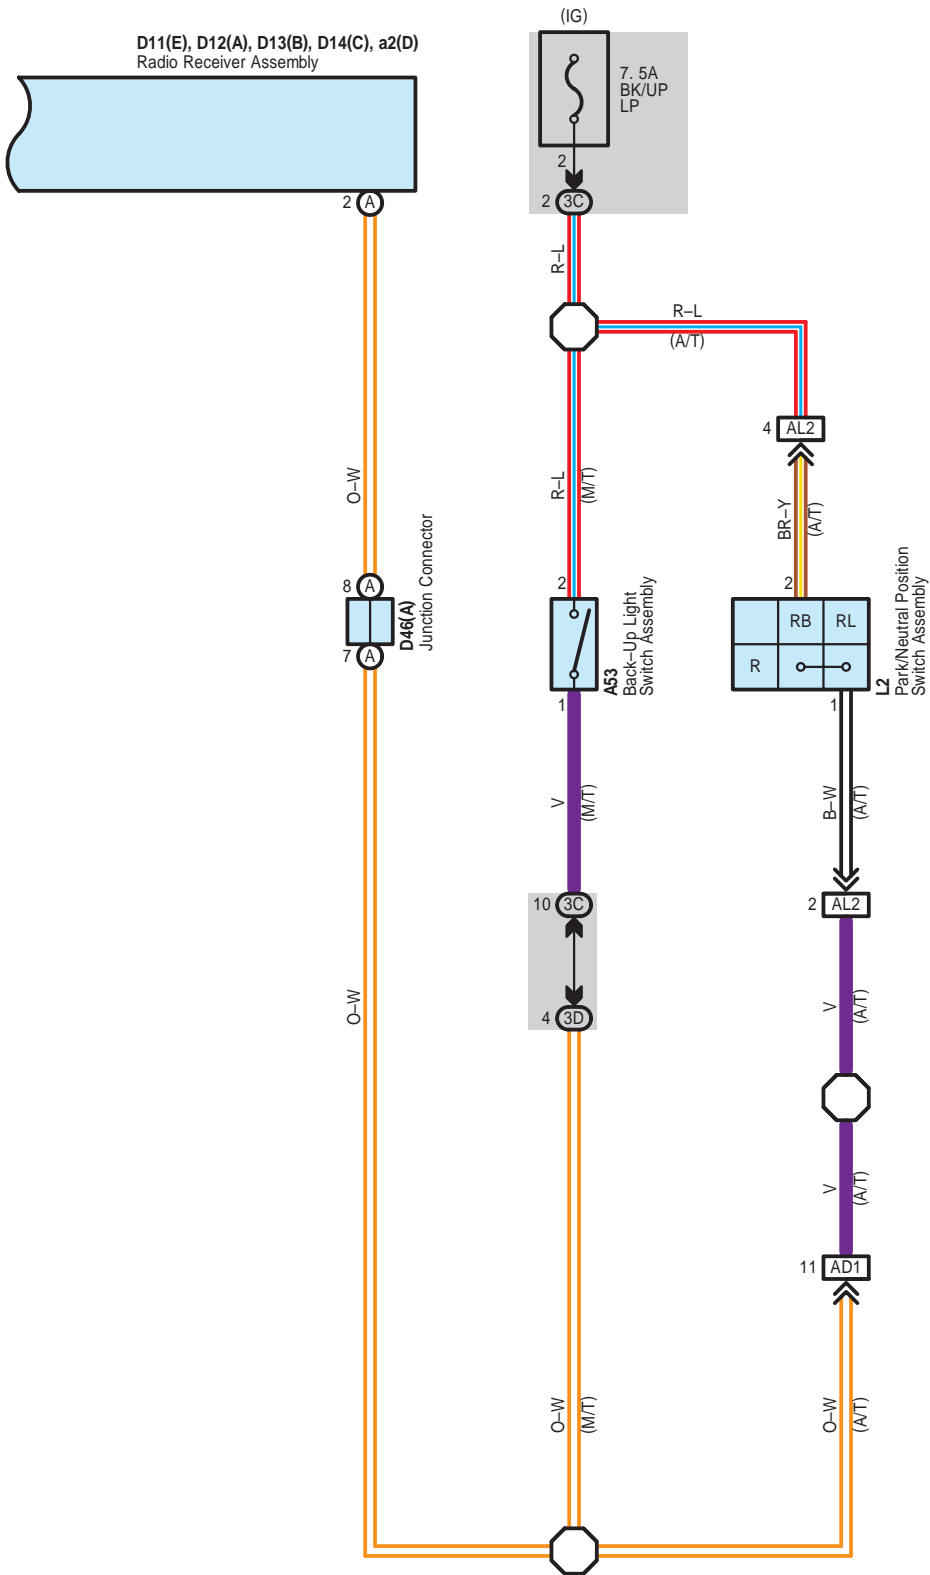 (IG)
D11(E), D12(A), D13(B), D14(C), a2(D)
Radio Receiver Assembly
7. 5A
BK/UP
LP
2
2 3C
2 A
R–L
R–L
(A/T)
4 AL2
O–W
R–L
(M/T)
BR–Y
(A/T)
8 A
D46(A)
Junction Connector
7 A
2
A53
Back–Up Light
Switch Assembly
1
2
RB RL
R
L2
Park/Neutral Position
Switch Assembly
1
V
(M/T)
B–W
(A/T)
10 3C
2 AL2
O–W
4 3D
V
(A/T)
V
(A/T)
11 AD1
O–W
(M/T)
O–W
(A/T)